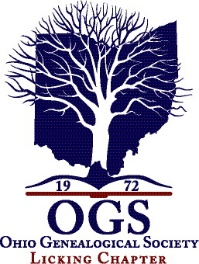 19 72
OGS
OHIO GENEALOGICAL SOCIETY
LICKING CHAPTER